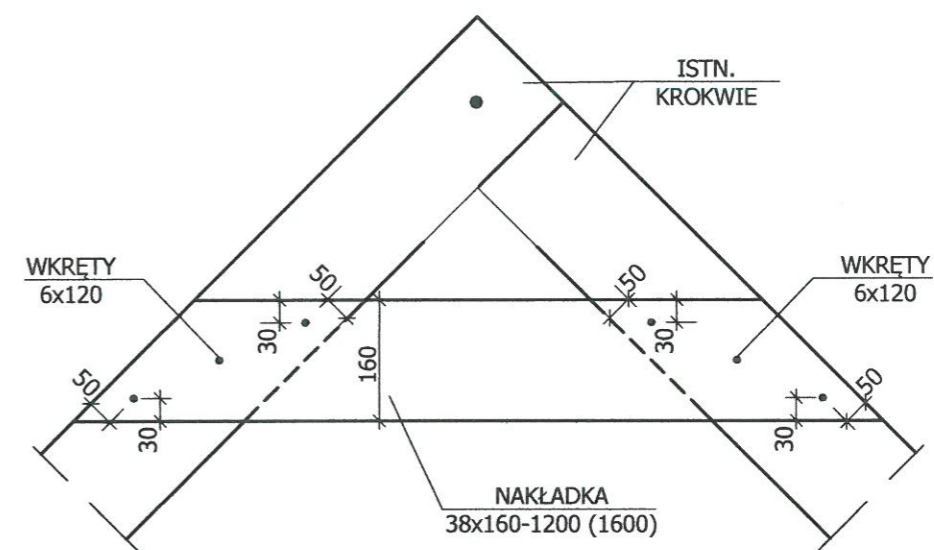 ISTN.
KROKWIE
WKRĘTY
6x120
WKRĘTY
6x120
50
50
30
30
160
50
50
30
30
NAKŁADKA
38x160-1200 (1600)